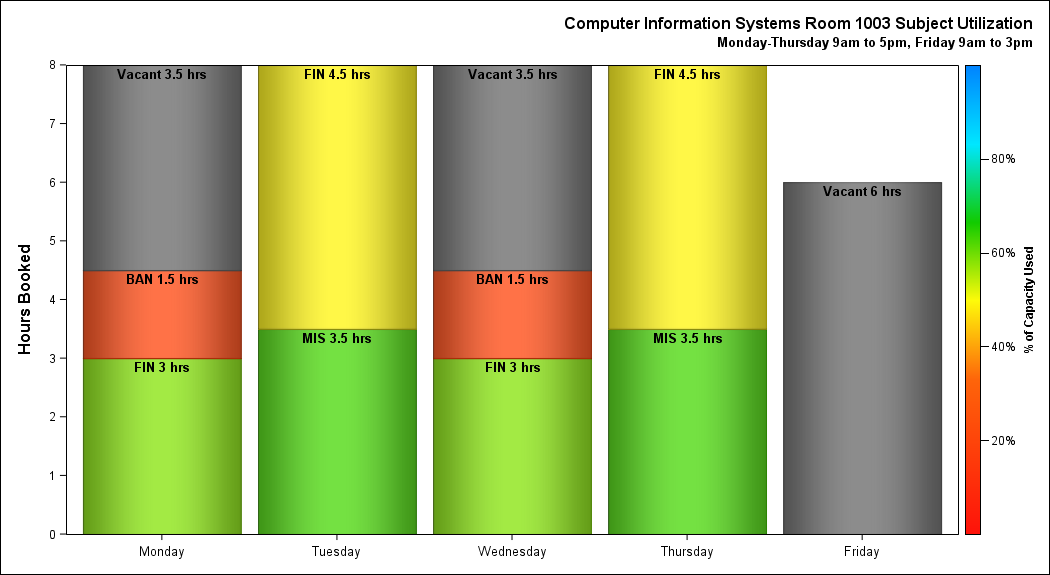 Computer Information Systems Room 1003 Subject Utilization
Monday-Thursday 9am to 5pm, Friday 9am to 3pm
Hours Booked
8
7
6
5
4
3
2
1
0
Vacant 3.5 hrs
BAN 1.5 hrs
FIN 3 hrs
FIN 4.5 hrs
MIS 3.5 hrs
Vacant 3.5 hrs
BAN 1.5 hrs
FIN 3 hrs
FIN 4.5 hrs
MIS 3.5 hrs
Vacant 6 hrs
Monday
Tuesday
Wednesday
Thursday
Friday
80%
60%
40%
20%
% of Capacity Used